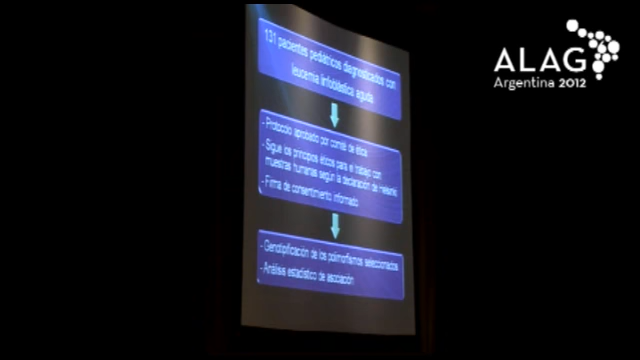 131 pacientes pediátricos diagnosticados con
leucemia linfoblástica aguda
- Protocolo aprobado por comité de ética
- Sigue los principios éticos para el trabajo con
muestras humanas según la declaración de Helsinki
- Firma de consentimiento informado
- Genotipificación de los polimorfismos seleccionados
- Análisis estadístico de asociación
ALAG
Argentina 2012